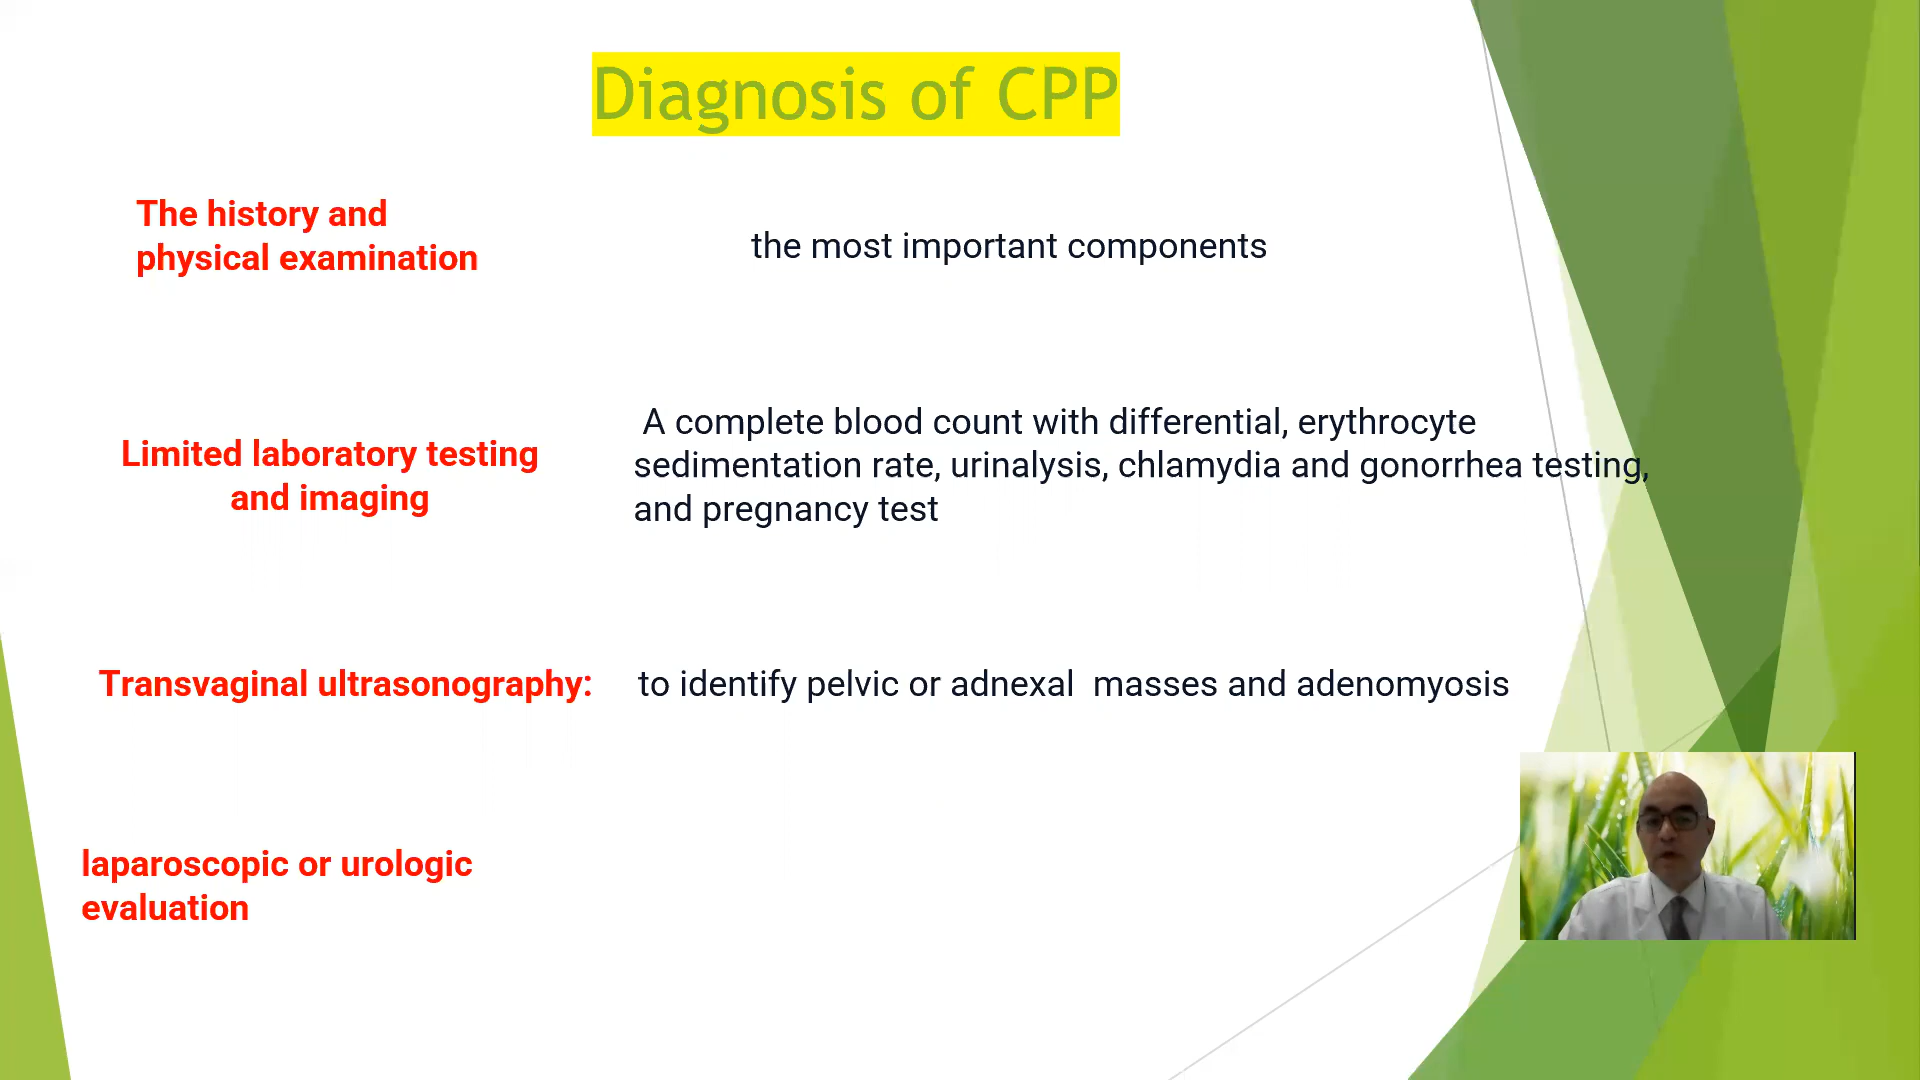 Diagnosis of CPP
The history and
physical examination
the most important components
Limited laboratory testing
and imaging
A complete blood count with differential, erythrocyte
sedimentation rate, urinalysis, chlamydia and gonorrhea testing,
and pregnancy test
Transvaginal ultrasonography:
to identify pelvic or adnexal masses and adenomyosis
laparoscopic or urologic
evaluation